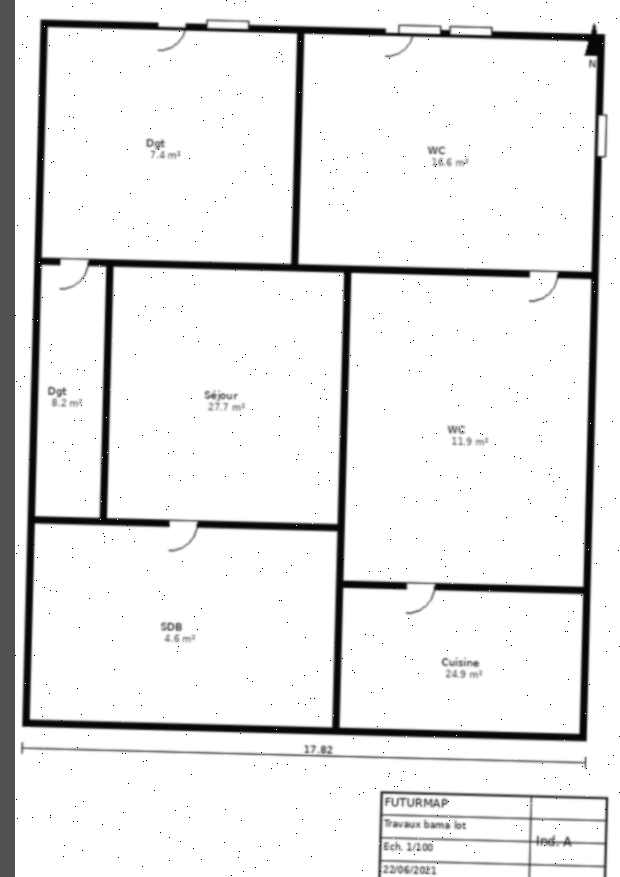 N
Dgt
7.4 m²
WC
16.6 m²
Dgt
8.2 m²
Séjour
27.7 m²
WC
11.9 m²
SDB
4.6 m²
Cuisine
24.9 m²
17.82
FUTURMAP
Travaux bama lot
Ind. A
Ech. 1/100
22/06/2021